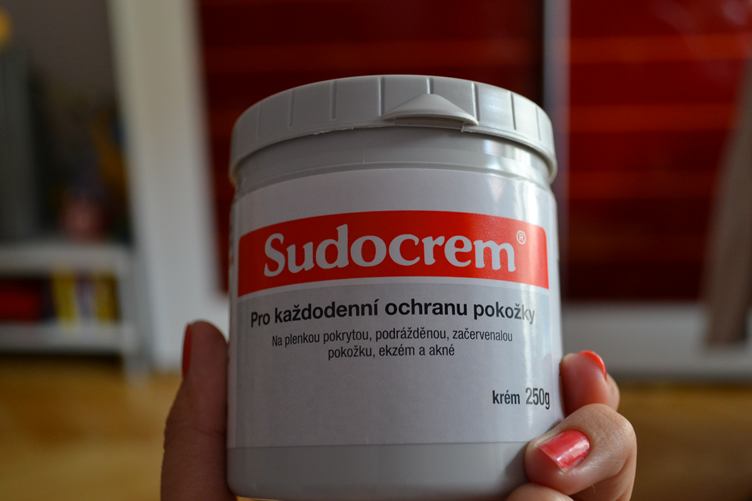 Sudocrem®
Pro každodenní ochranu pokožky
Na plenkou pokrytou, podrážděnou, začervenalou
pokožku, ekzém a akné
krém 250g